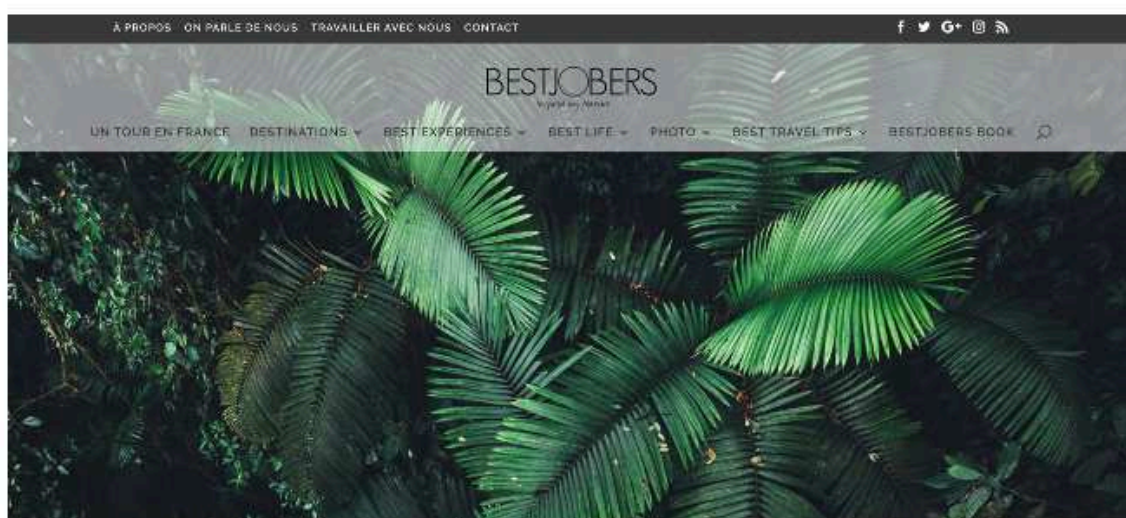 À PROPOS ON PARLE DE NOUS TRAVAILLER AVEC NOUS CONTACT
BESTJOBERS
UN TOUR EN FRANCE DESTINATIONS BEST EXPERIENCES BEST LIFE PHOTO BEST TRAVEL TIPS BESTJOBERS BOOK